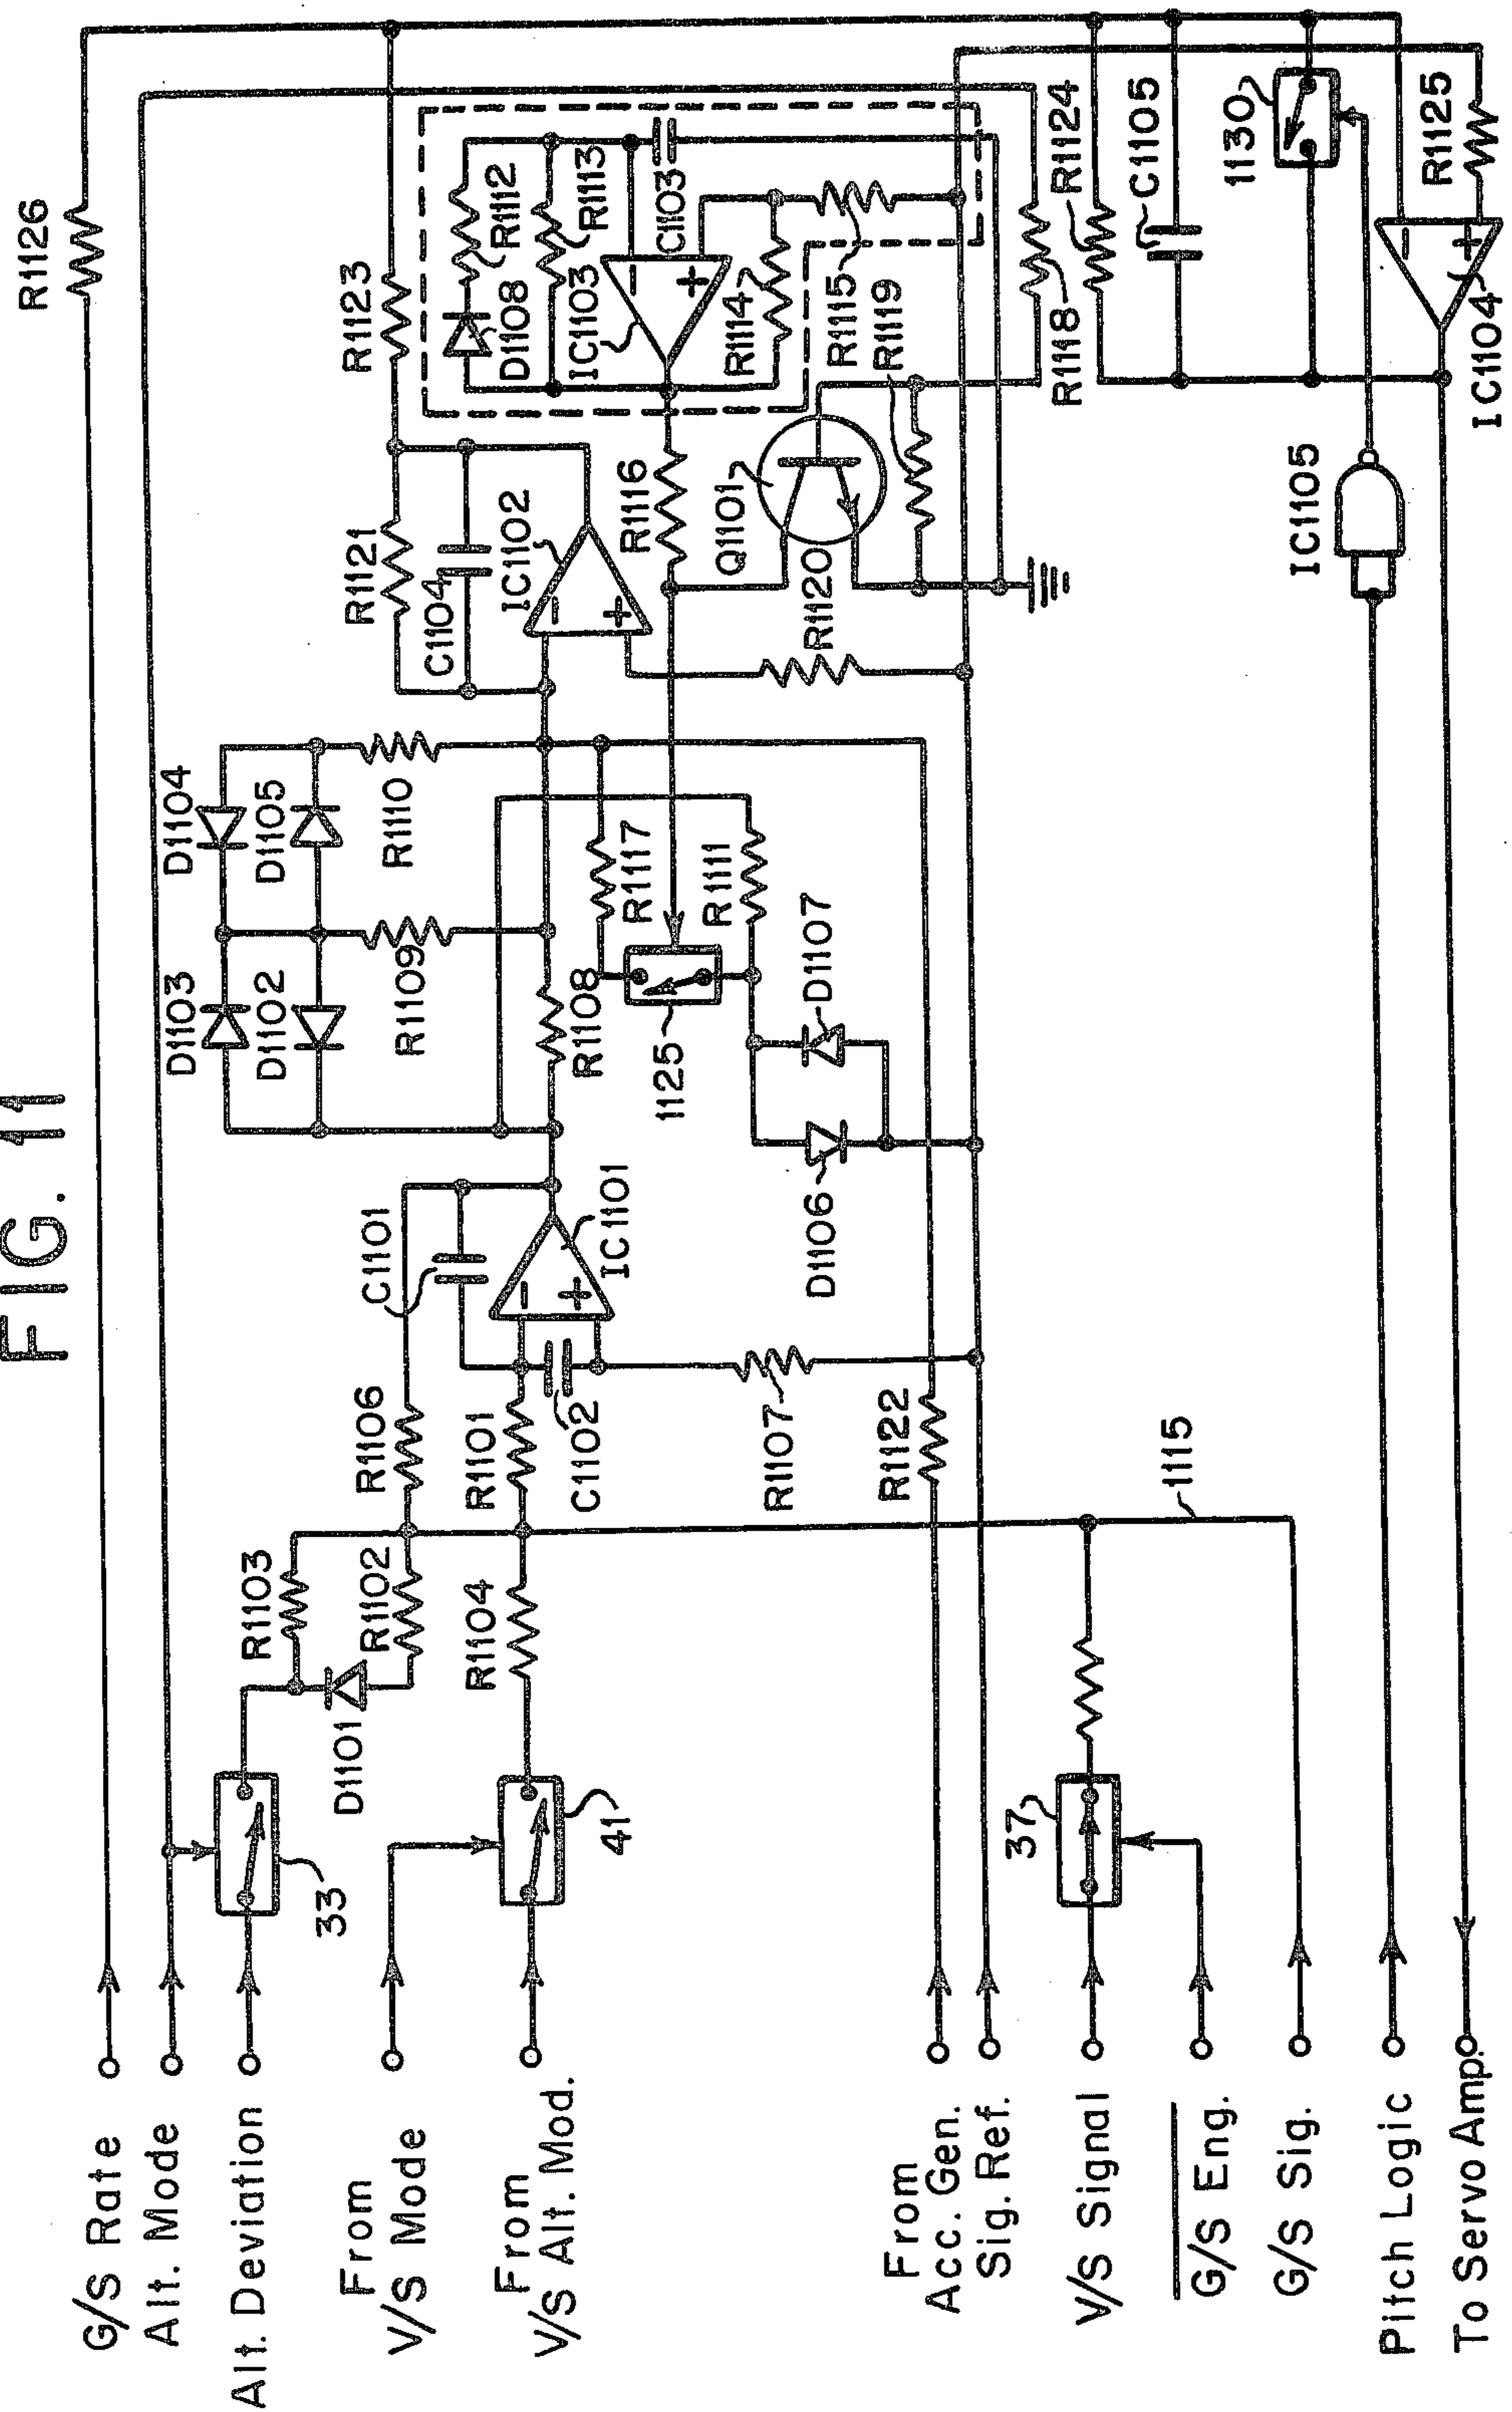 FIG. 11
G/S Rate
Alt. Mode
Alt. Deviation
From
V/S Mode
From
V/S Alt. Mod.
From
Acc. Gen.
Sig. Ref.
V/S Signal
G/S Eng.
G/S Sig.
Pitch Logic
To Servo Amp.
33
41
37
D1101
R1103
R1102
R1104
R1106
R1101
C1102
R1107
R1122
1115
C1101
−
+
IC1101
D1103
D1102
R1109
R1108
1125
D1106
D1107
D1104
D1105
R1110
R1117
R1111
R1121
C1104
−
+
IC1102
R1120
R1116
Q1101
R1123
D1108
R1112
R1113
IC1103
−
+
C1103
R1114
R1115
R1119
R1118
R1124
C1105
1130
R1125
−
+
IC1104
IC1105
R1126